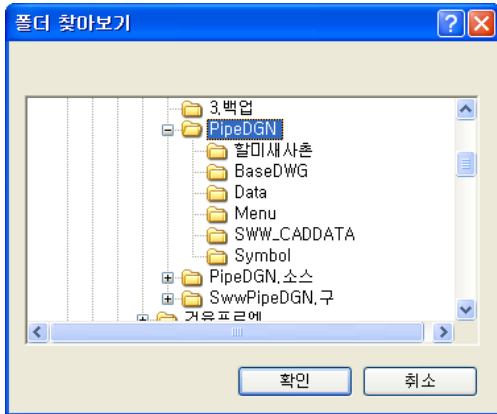 폴더 찾아보기
3.백업
PipeDGN
할미새사촌
BaseDWG
Data
Menu
SWW_CADDATA
Symbol
PipeDGN.소스
SwwPipeDGN.구
확인
취소